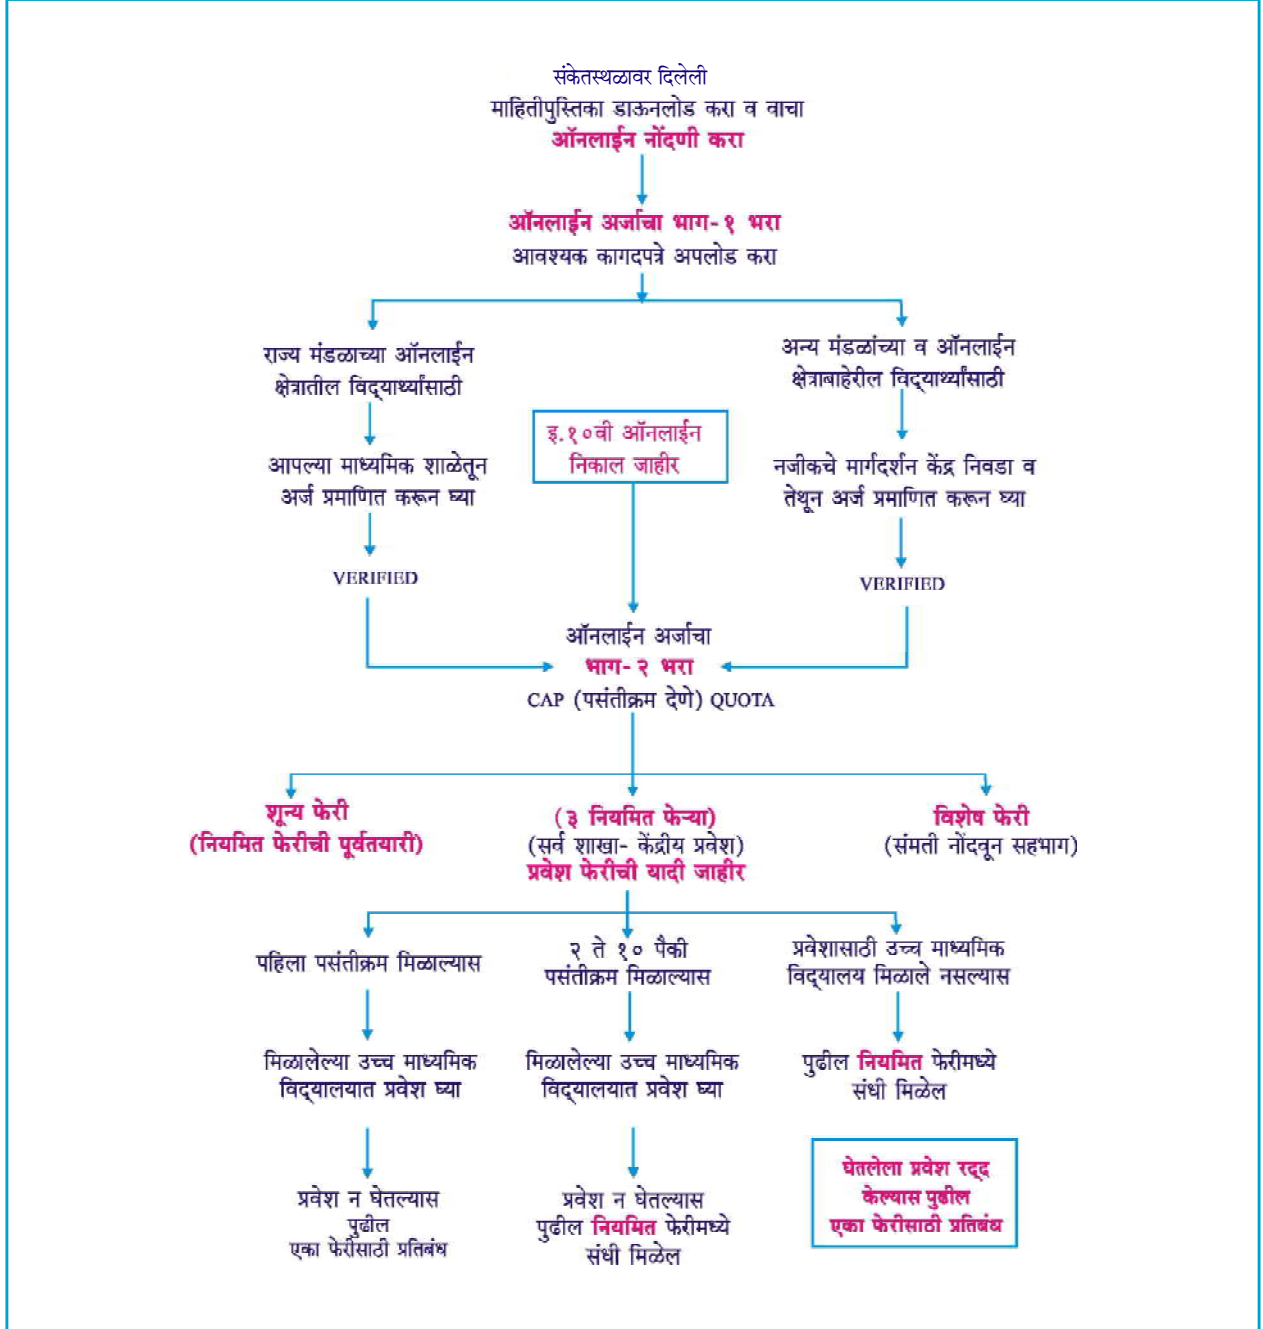 संकेतस्थळावर दिलेली
माहितीपुस्तिका डाऊनलोड करा व वाचा
ऑनलाईन नोंदणी करा
ऑनलाईन अर्जाचा भाग- १ भरा
आवश्यक कागदपत्रे अपलोड करा
राज्य मंडळाच्या ऑनलाईन
क्षेत्रातील विद्‌यार्थ्यांसाठी
अन्य मंडळांच्या व ऑनलाईन
क्षेत्राबाहेरील विद्‌यार्थ्यांसाठी
इ.१०वी ऑनलाईन
निकाल जाहीर
आपल्या माध्यमिक शाळेतून
अर्ज प्रमाणित करून घ्या
नजीकचे मार्गदर्शन केंद्र निवडा व
तेथून अर्ज प्रमाणित करून घ्या
VERIFIED
VERIFIED
ऑनलाईन अर्जाचा
भाग- २ भरा
CAP (पसंतीक्रम देणे) QUOTA
शून्य फेरी
(नियमित फेरीची पूर्वतयारी)
(३ नियमित फेऱ्या)
(सर्व शाखा- केंद्रीय प्रवेश)
प्रवेश फेरीची यादी जाहीर
विशेष फेरी
(संमती नोंदवून सहभाग)
पहिला पसंतीक्रम मिळाल्यास
२ ते १० पैकी
पसंतीक्रम मिळाल्यास
प्रवेशासाठी उच्च माध्यमिक
विद्‌यालय मिळाले नसल्यास
मिळालेल्या उच्च माध्यमिक
विद्‌यालयात प्रवेश घ्या
मिळालेल्या उच्च माध्यमिक
विद्‌यालयात प्रवेश घ्या
पुढील नियमित फेरीमध्ये
संधी मिळेल
प्रवेश न घेतल्यास
पुढील
एका फेरीसाठी प्रतिबंध
प्रवेश न घेतल्यास
पुढील नियमित फेरीमध्ये
संधी मिळेल
घेतलेला प्रवेश रद्‌द
केल्यास पुढील
एका फेरीसाठी प्रतिबंध